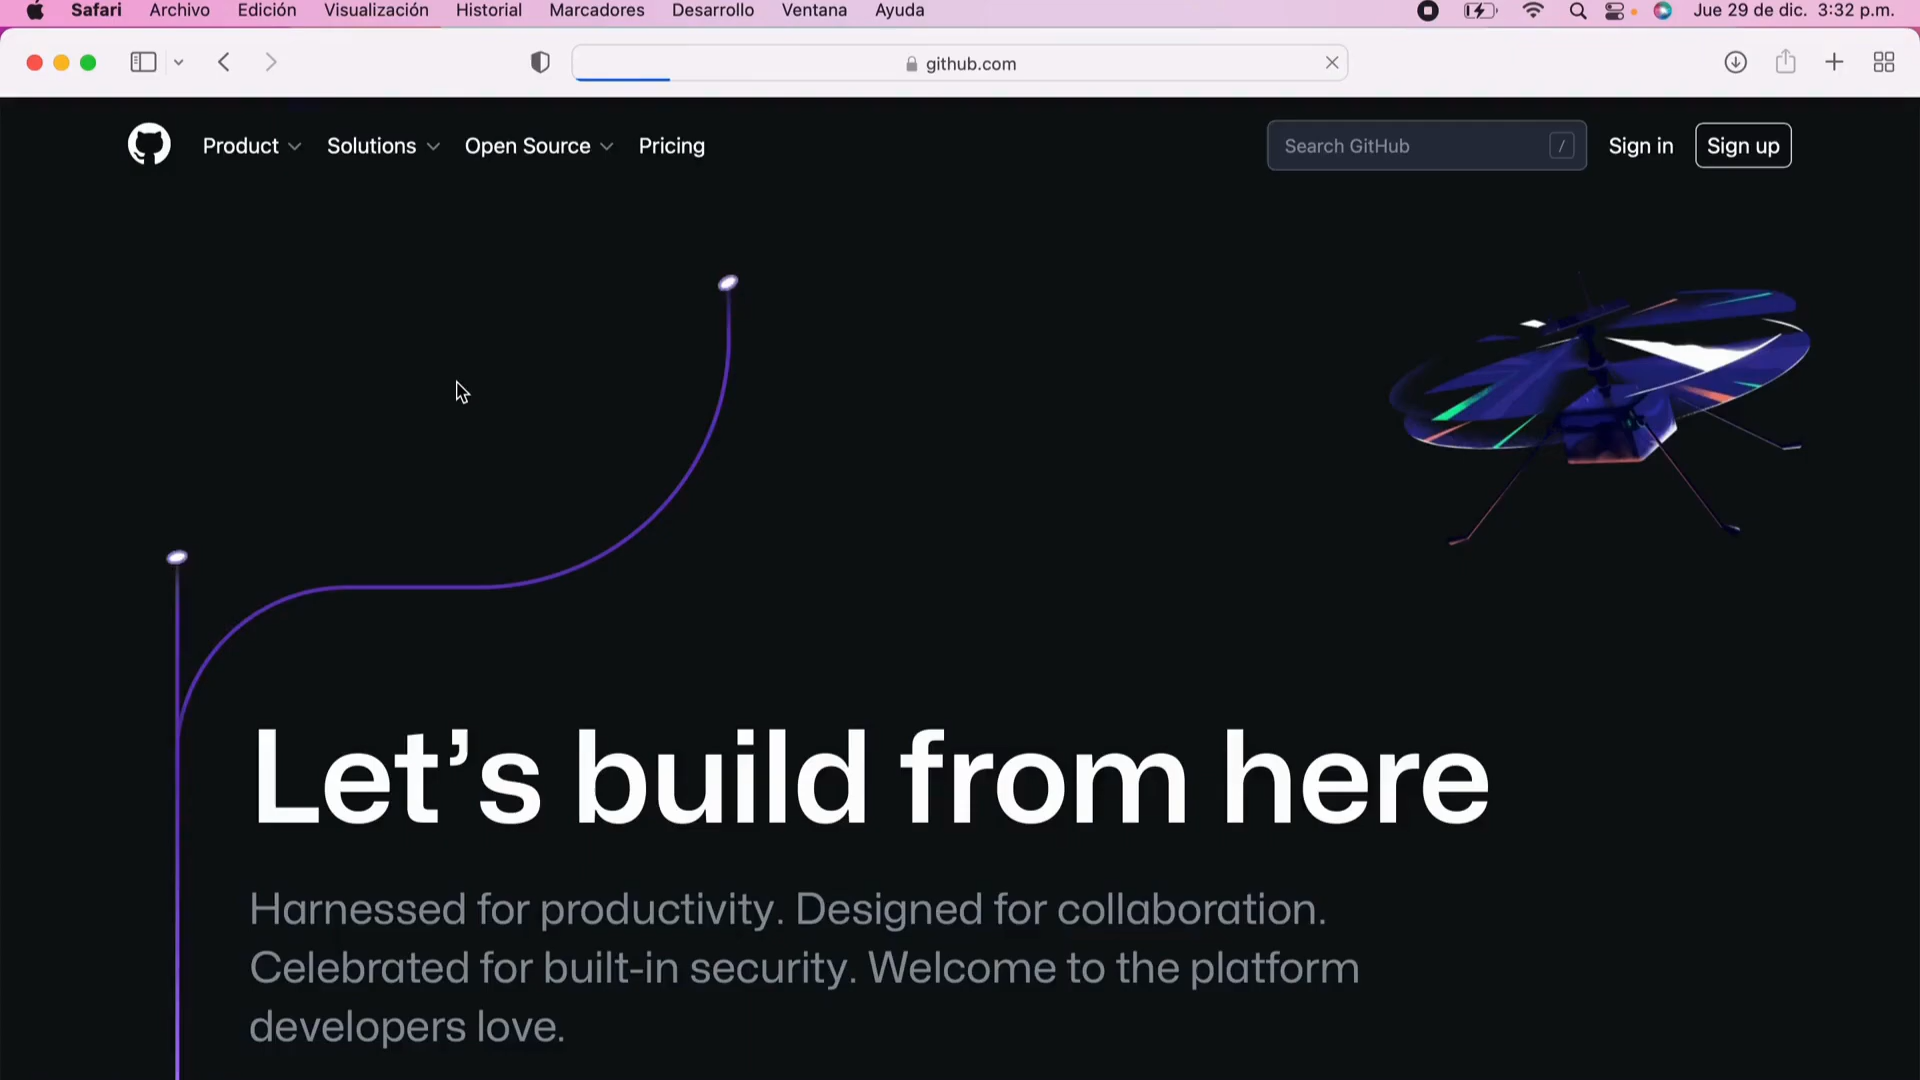 Safari Archivo Edición Visualización Historial Marcadores Desarrollo Ventana Ayuda Jue 29 de dic. 3:32 p.m.
github.com
Product Solutions Open Source Pricing Search GitHub / Sign in Sign up
Let’s build from here
Harnessed for productivity. Designed for collaboration.
Celebrated for built-in security. Welcome to the platform
developers love.